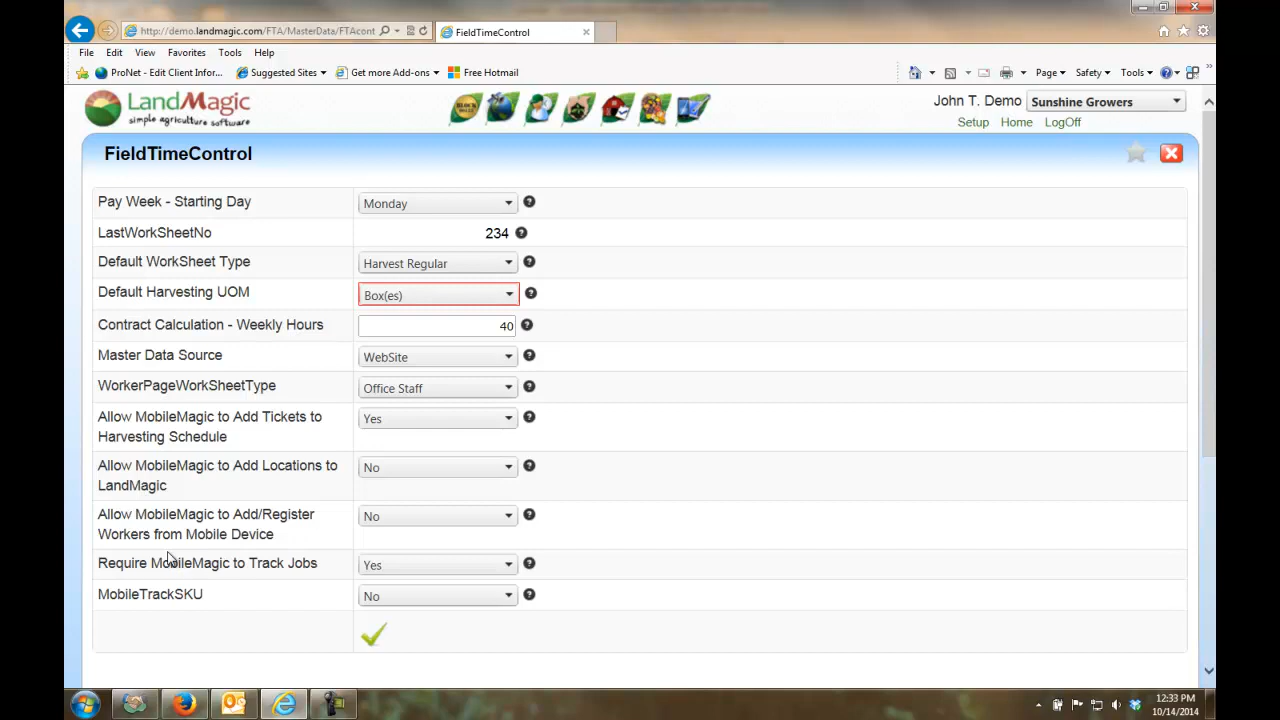 http://demo.landmagic.com/FTA/MasterData/FTAcont
FieldTimeControl
File Edit View Favorites Tools Help
ProNet - Edit Client Infor... Suggested Sites Get more Add-ons Free Hotmail
Page Safety Tools
LandMagic
simple agriculture software
John T. Demo Sunshine Growers
Setup Home LogOff
FieldTimeControl
Pay Week - Starting Day Monday
LastWorkSheetNo 234
Default WorkSheet Type Harvest Regular
Default Harvesting UOM Box(es)
Contract Calculation - Weekly Hours 40
Master Data Source WebSite
WorkerPageWorkSheetType Office Staff
Allow MobileMagic to Add Tickets to Yes
Harvesting Schedule
Allow MobileMagic to Add Locations to No
LandMagic
Allow MobileMagic to Add/Register No
Workers from Mobile Device
Require MobileMagic to Track Jobs Yes
MobileTrackSKU No
12:33 PM
10/14/2014